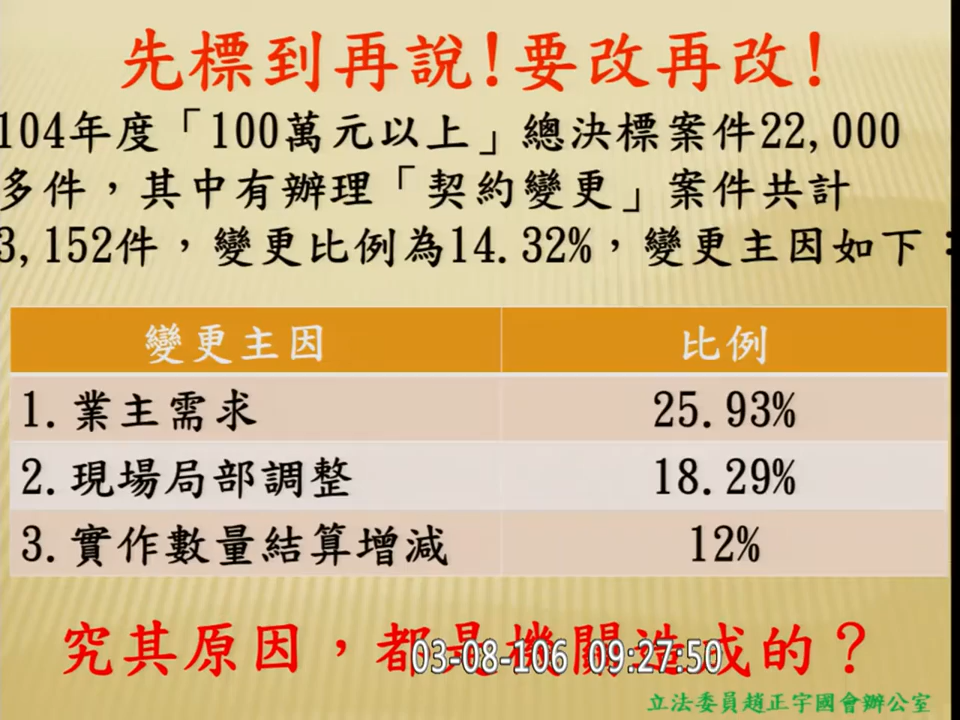 先標到再說!要改再改!
104年度「100萬元以上」總決標案件22,000
多件，其中有辦理「契約變更」案件共計
3,152件，變更比例為14.32%，變更主因如下：
變更主因 比例
1.業主需求 25.93%
2.現場局部調整 18.29%
3.實作數量結算增減 12%
究其原因，都是機關造成的？
03-08-106 09:27:50
立法委員趙正宇國會辦公室